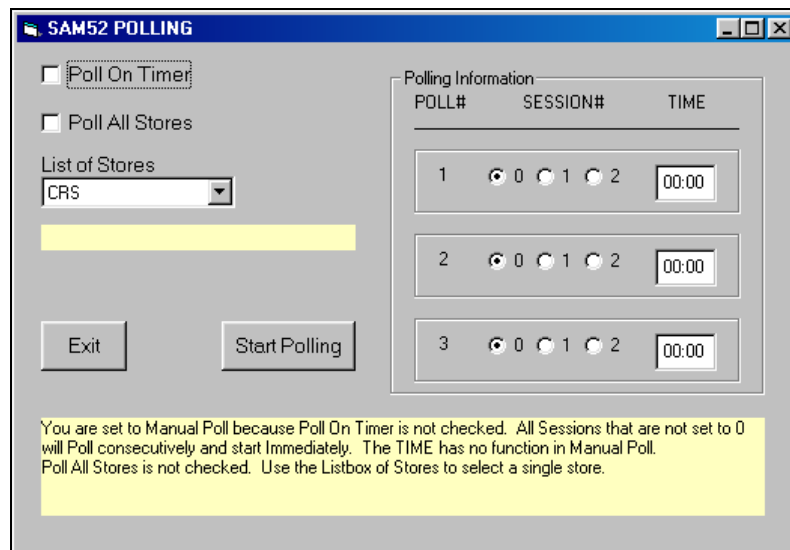 SAM52 POLLING
Poll On Timer
Poll All Stores
List of Stores
CRS
Exit
Start Polling
Polling Information
POLL# SESSION# TIME
1 0 1 2 00:00
2 0 1 2 00:00
3 0 1 2 00:00
You are set to Manual Poll because Poll On Timer is not checked. All Sessions that are not set to 0
will Poll consecutively and start Immediately. The TIME has no function in Manual Poll.
Poll All Stores is not checked. Use the Listbox of Stores to select a single store.